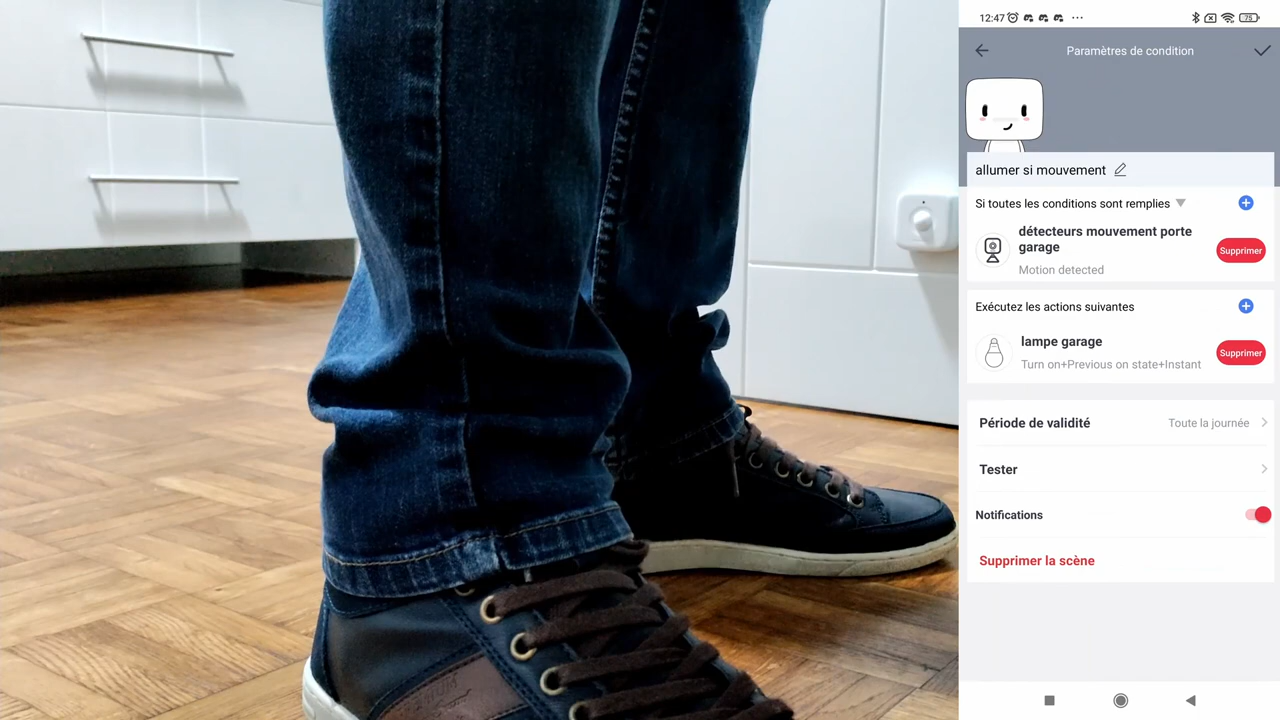 12:47
75
Paramètres de condition
allumer si mouvement
Si toutes les conditions sont remplies
détecteurs mouvement porte
garage
Supprimer
Motion detected
Exécutez les actions suivantes
lampe garage
Supprimer
Turn on+Previous on state+Instant
Période de validité
Toute la journée
Tester
Notifications
Supprimer la scène